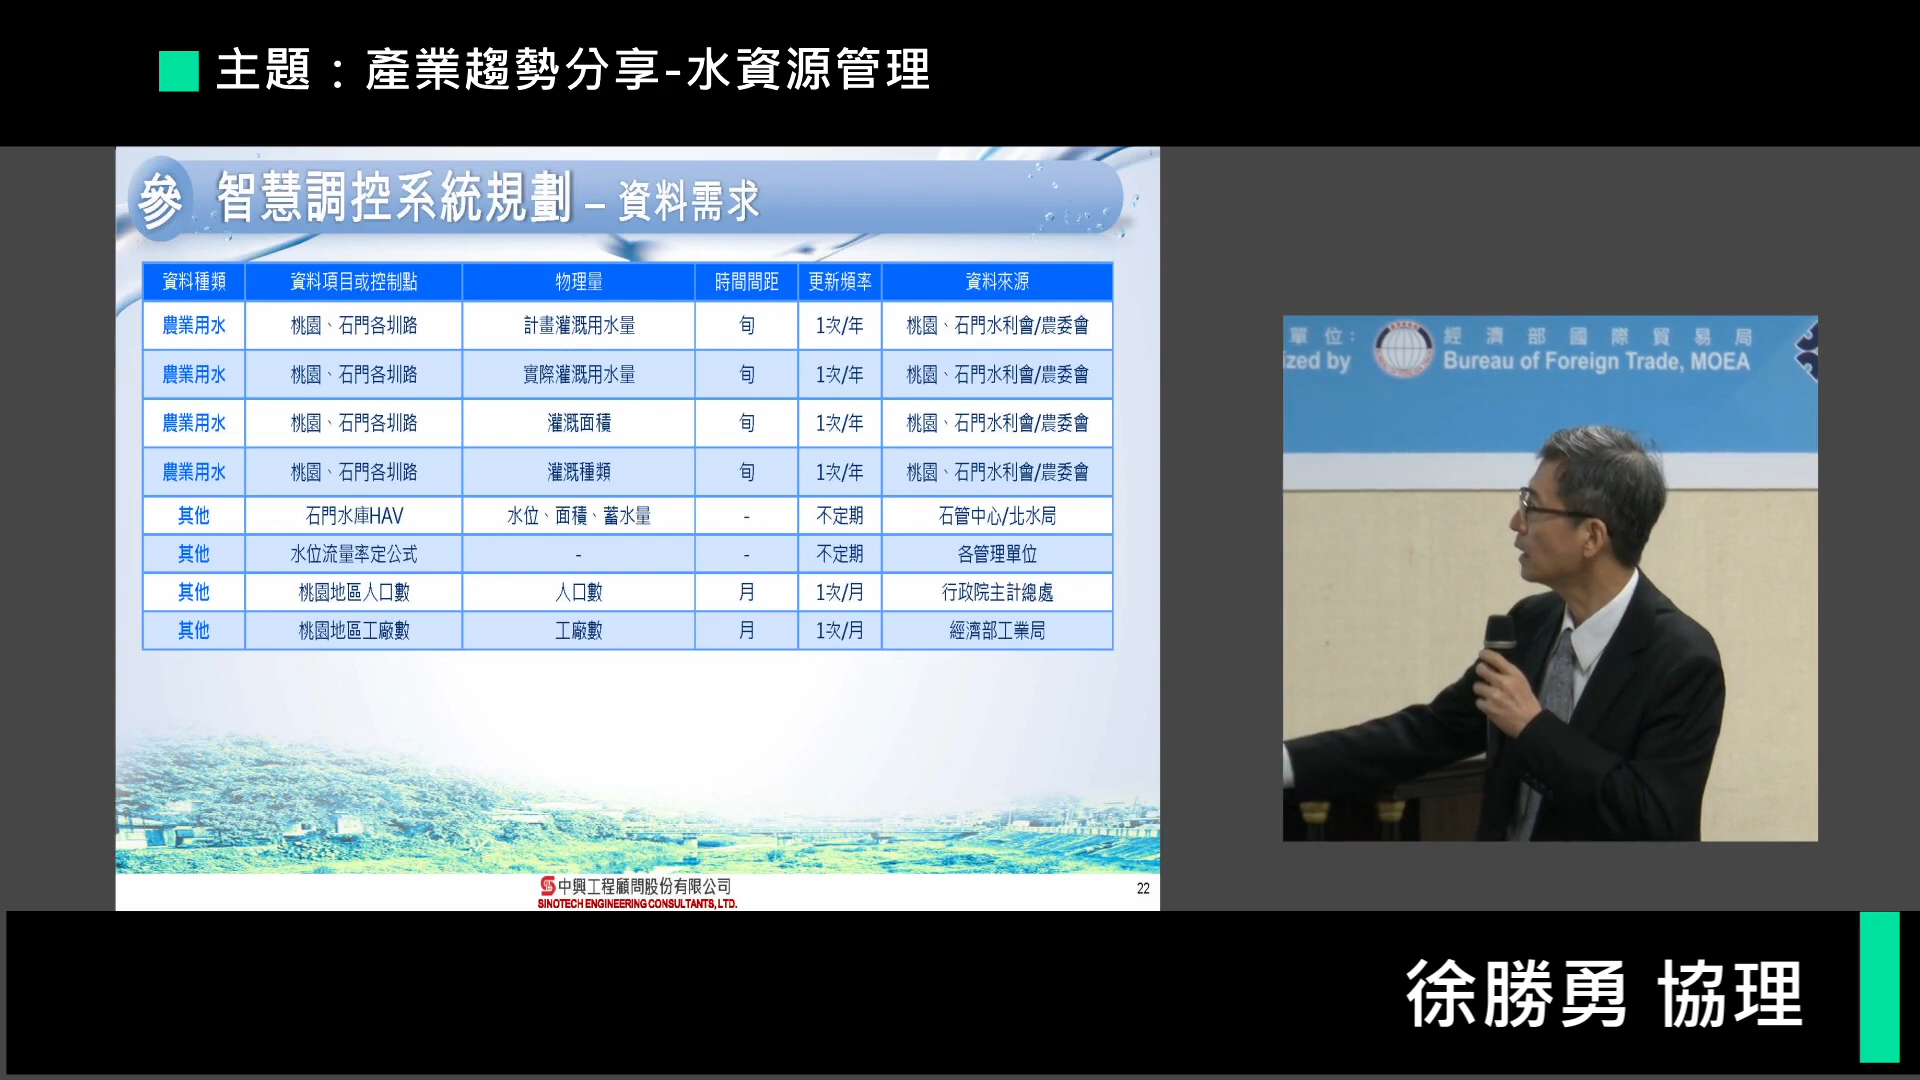 主題：產業趨勢分享-水資源管理
參 智慧調控系統規劃 – 資料需求
資料種類 資料項目或控制點 物理量 時間間距 更新頻率 資料來源
農業用水 桃園、石門各圳路 計畫灌溉用水量 旬 1次/年 桃園、石門水利會/農委會
農業用水 桃園、石門各圳路 實際灌溉用水量 旬 1次/年 桃園、石門水利會/農委會
農業用水 桃園、石門各圳路 灌溉面積 旬 1次/年 桃園、石門水利會/農委會
農業用水 桃園、石門各圳路 灌溉種類 旬 1次/年 桃園、石門水利會/農委會
其他 石門水庫HAV 水位、面積、蓄水量 - 不定期 石管中心/北水局
其他 水位流量率定公式 - - 不定期 各管理單位
其他 桃園地區人口數 人口數 月 1次/月 行政院主計總處
其他 桃園地區工廠數 工廠數 月 1次/月 經濟部工業局
中興工程顧問股份有限公司
SINOTECH ENGINEERING CONSULTANTS, LTD.
22
單位： 經濟部國際貿易局
ized by Bureau of Foreign Trade, MOEA
徐勝勇 協理